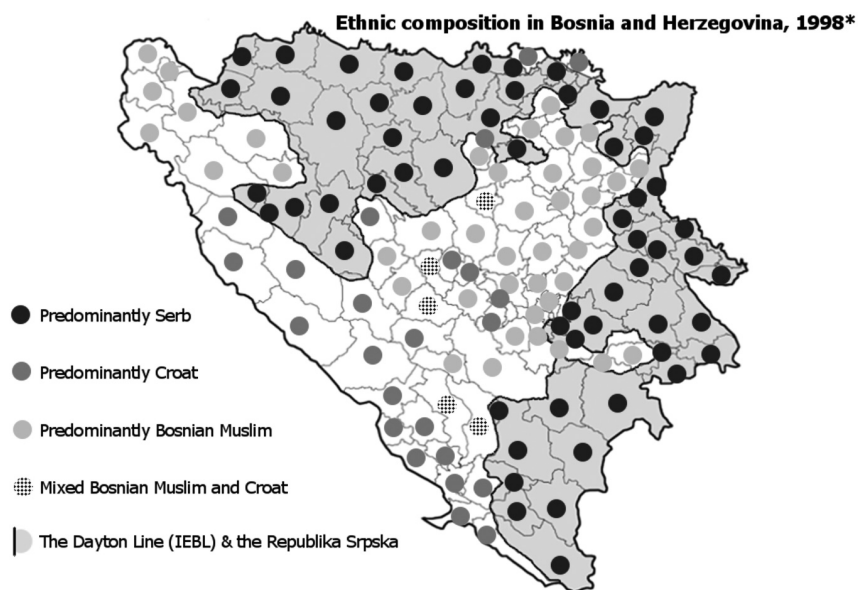 Ethnic composition in Bosnia and Herzegovina, 1998*
Predominantly Serb
Predominantly Croat
Predominantly Bosnian Muslim
Mixed Bosnian Muslim and Croat
The Dayton Line (IEBL) & the Republika Srpska